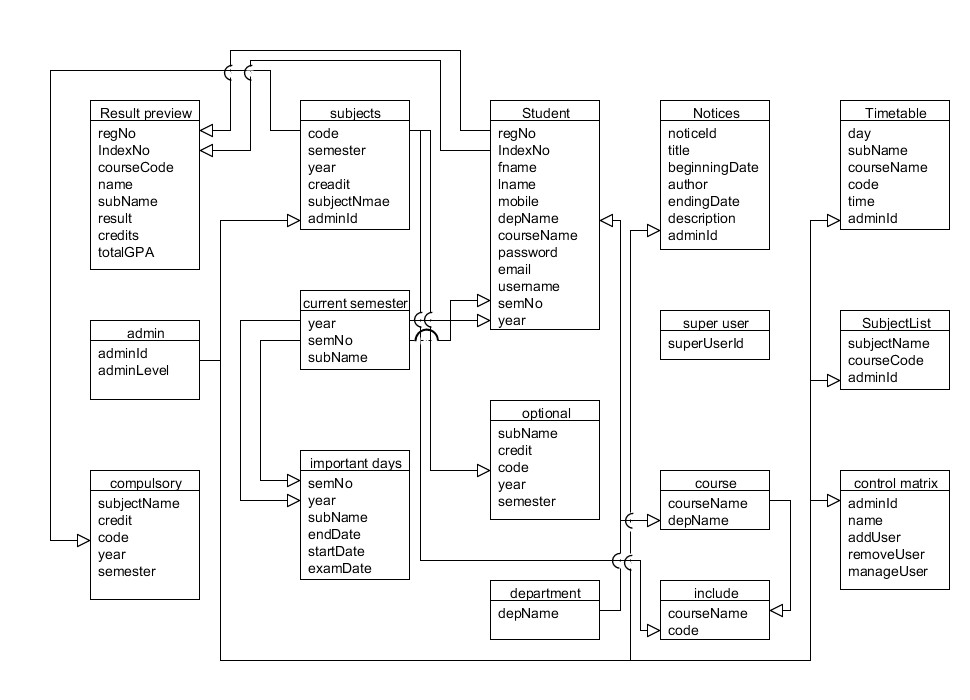 Result preview
regNo
IndexNo
courseCode
name
subName
result
credits
totalGPA
subjects
code
semester
year
creadit
subjectNmae
adminId
Student
regNo
IndexNo
fname
lname
mobile
depName
courseName
password
email
username
semNo
year
Notices
noticeId
title
beginningDate
author
endingDate
description
adminId
Timetable
day
subName
courseName
code
time
adminId
admin
adminId
adminLevel
current semester
year
semNo
subName
super user
superUserId
SubjectList
subjectName
courseCode
adminId
compulsory
subjectName
credit
code
year
semester
important days
semNo
year
subName
endDate
startDate
examDate
optional
subName
credit
code
year
semester
course
courseName
depName
control matrix
adminId
name
addUser
removeUser
manageUser
department
depName
include
courseName
code